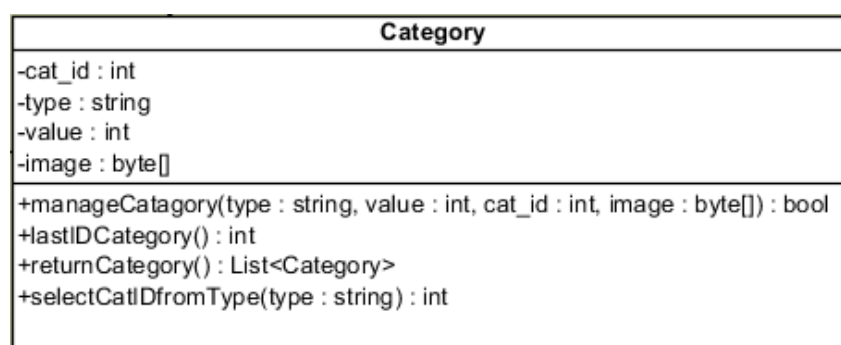 Category
-cat_id : int
-type : string
-value : int
-image : byte[]
+manageCatagory(type : string, value : int, cat_id : int, image : byte[]) : bool
+lastIDCategory() : int
+returnCategory() : List<Category>
+selectCatIDfromType(type : string) : int